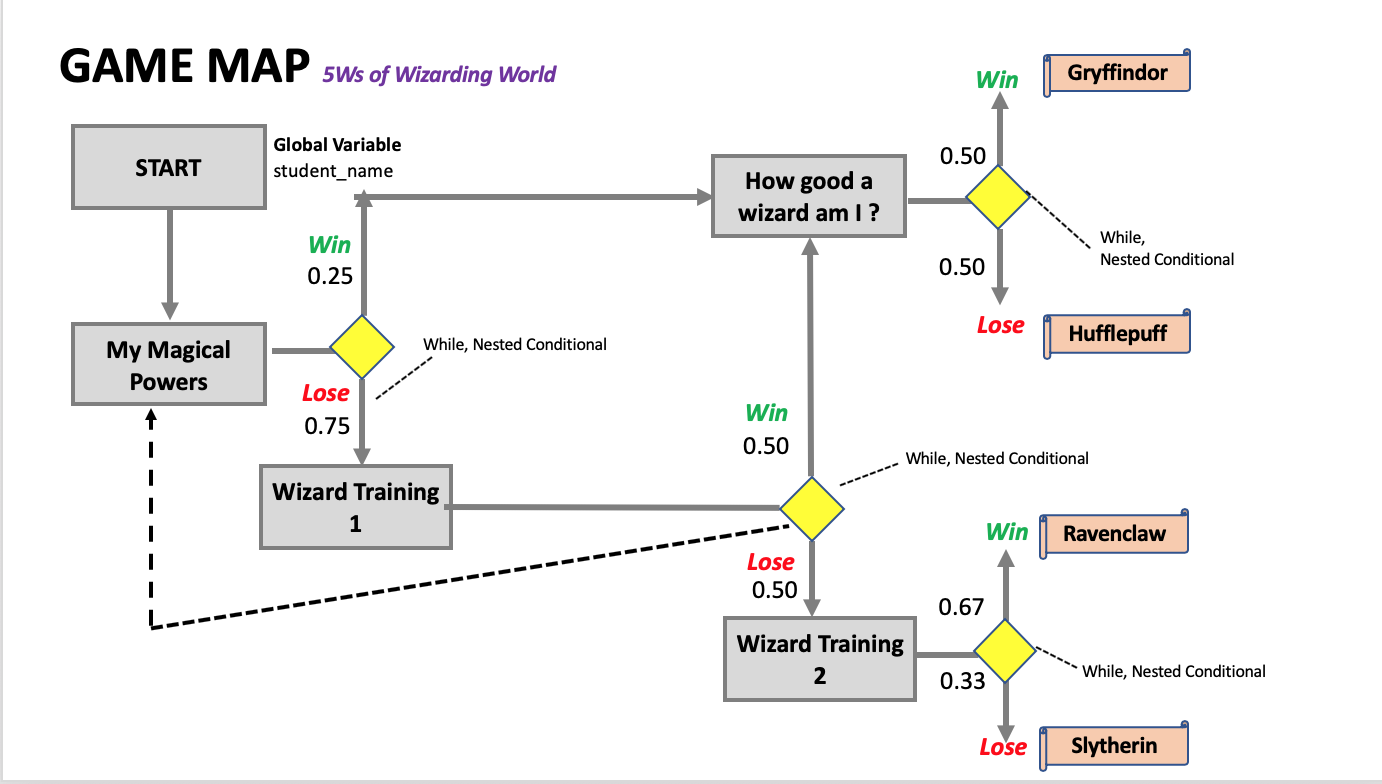 GAME MAP 5Ws of Wizarding World
START
Global Variable
student_name
Win
0.25
My Magical
Powers
While, Nested Conditional
Lose
0.75
Wizard Training
1
How good a
wizard am I ?
Win
Gryffindor
0.50
While,
Nested Conditional
0.50
Lose
Hufflepuff
Win
0.50
While, Nested Conditional
Lose
0.50
Wizard Training
2
Win
Ravenclaw
0.67
While, Nested Conditional
0.33
Lose
Slytherin